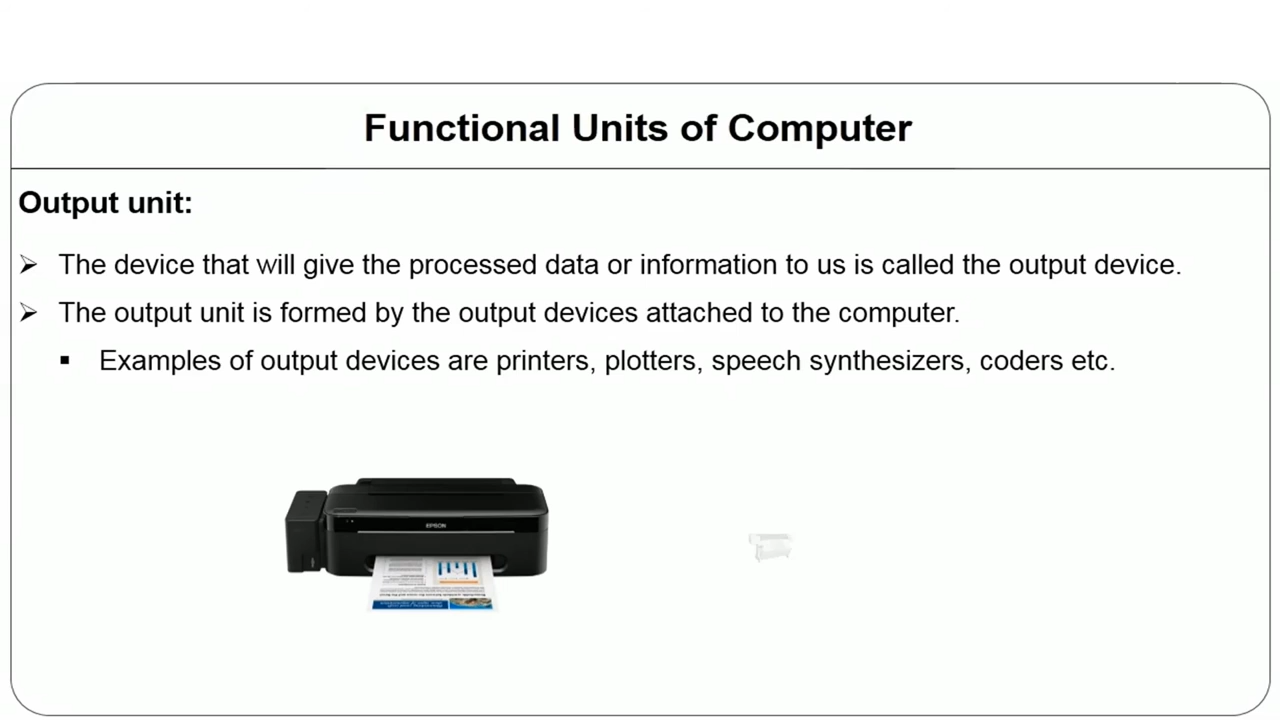 Functional Units of Computer
Output unit:
➢ The device that will give the processed data or information to us is called the output device.
➢ The output unit is formed by the output devices attached to the computer.
▪ Examples of output devices are printers, plotters, speech synthesizers, coders etc.
EPSON